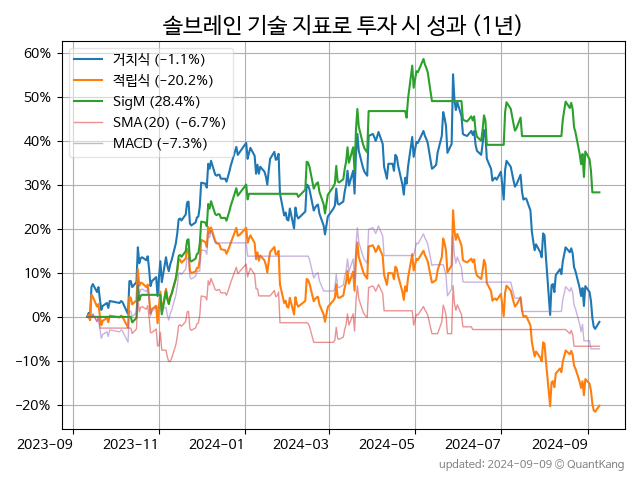 솔브레인 기술 지표로 투자 시 성과 (1년)
60%
50%
40%
30%
20%
10%
0%
−10%
−20%
거치식 (−1.1%)
적립식 (−20.2%)
SigM (28.4%)
SMA(20) (−6.7%)
MACD (−7.3%)
2023-09
2023-11
2024-01
2024-03
2024-05
2024-07
2024-09
updated: 2024-09-09 © QuantKang